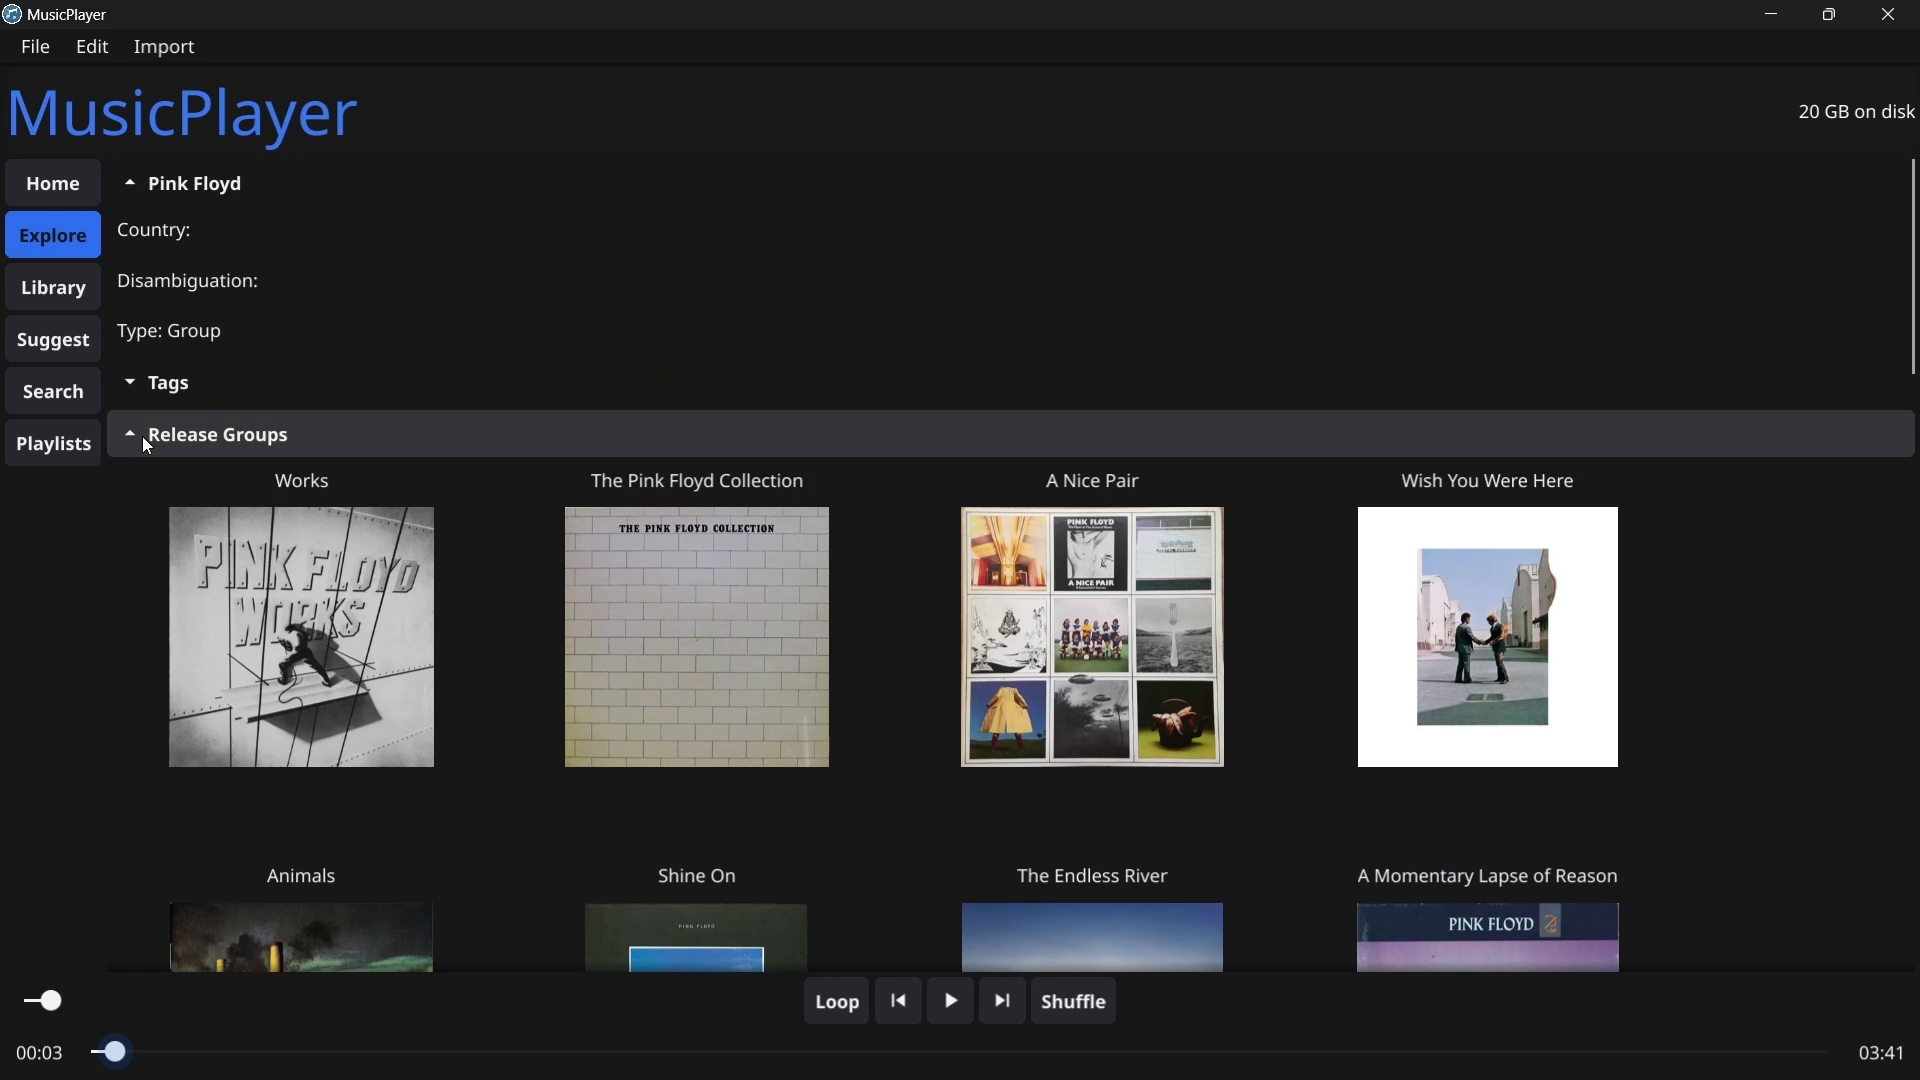 MusicPlayer
File Edit Import
MusicPlayer
20 GB on disk
Home
Explore
Library
Suggest
Search
Playlists
Pink Floyd
Country:
Disambiguation:
Type: Group
Tags
Release Groups
Works
The Pink Floyd Collection
A Nice Pair
Wish You Were Here
PINK FLOYD
WORKS
THE PINK FLOYD COLLECTION
PINK FLOYD
A NICE PAIR
Animals
Shine On
The Endless River
A Momentary Lapse of Reason
PINK FLOYD
PINK FLOYD
Loop
Shuffle
00:03
03:41